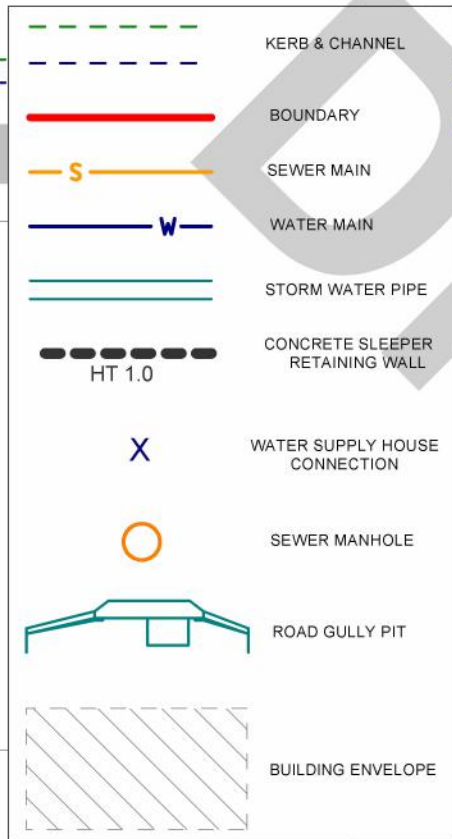 KERB & CHANNEL
BOUNDARY
S
SEWER MAIN
W
WATER MAIN
STORM WATER PIPE
HT 1.0
CONCRETE SLEEPER
RETAINING WALL
X
WATER SUPPLY HOUSE
CONNECTION
SEWER MANHOLE
ROAD GULLY PIT
BUILDING ENVELOPE